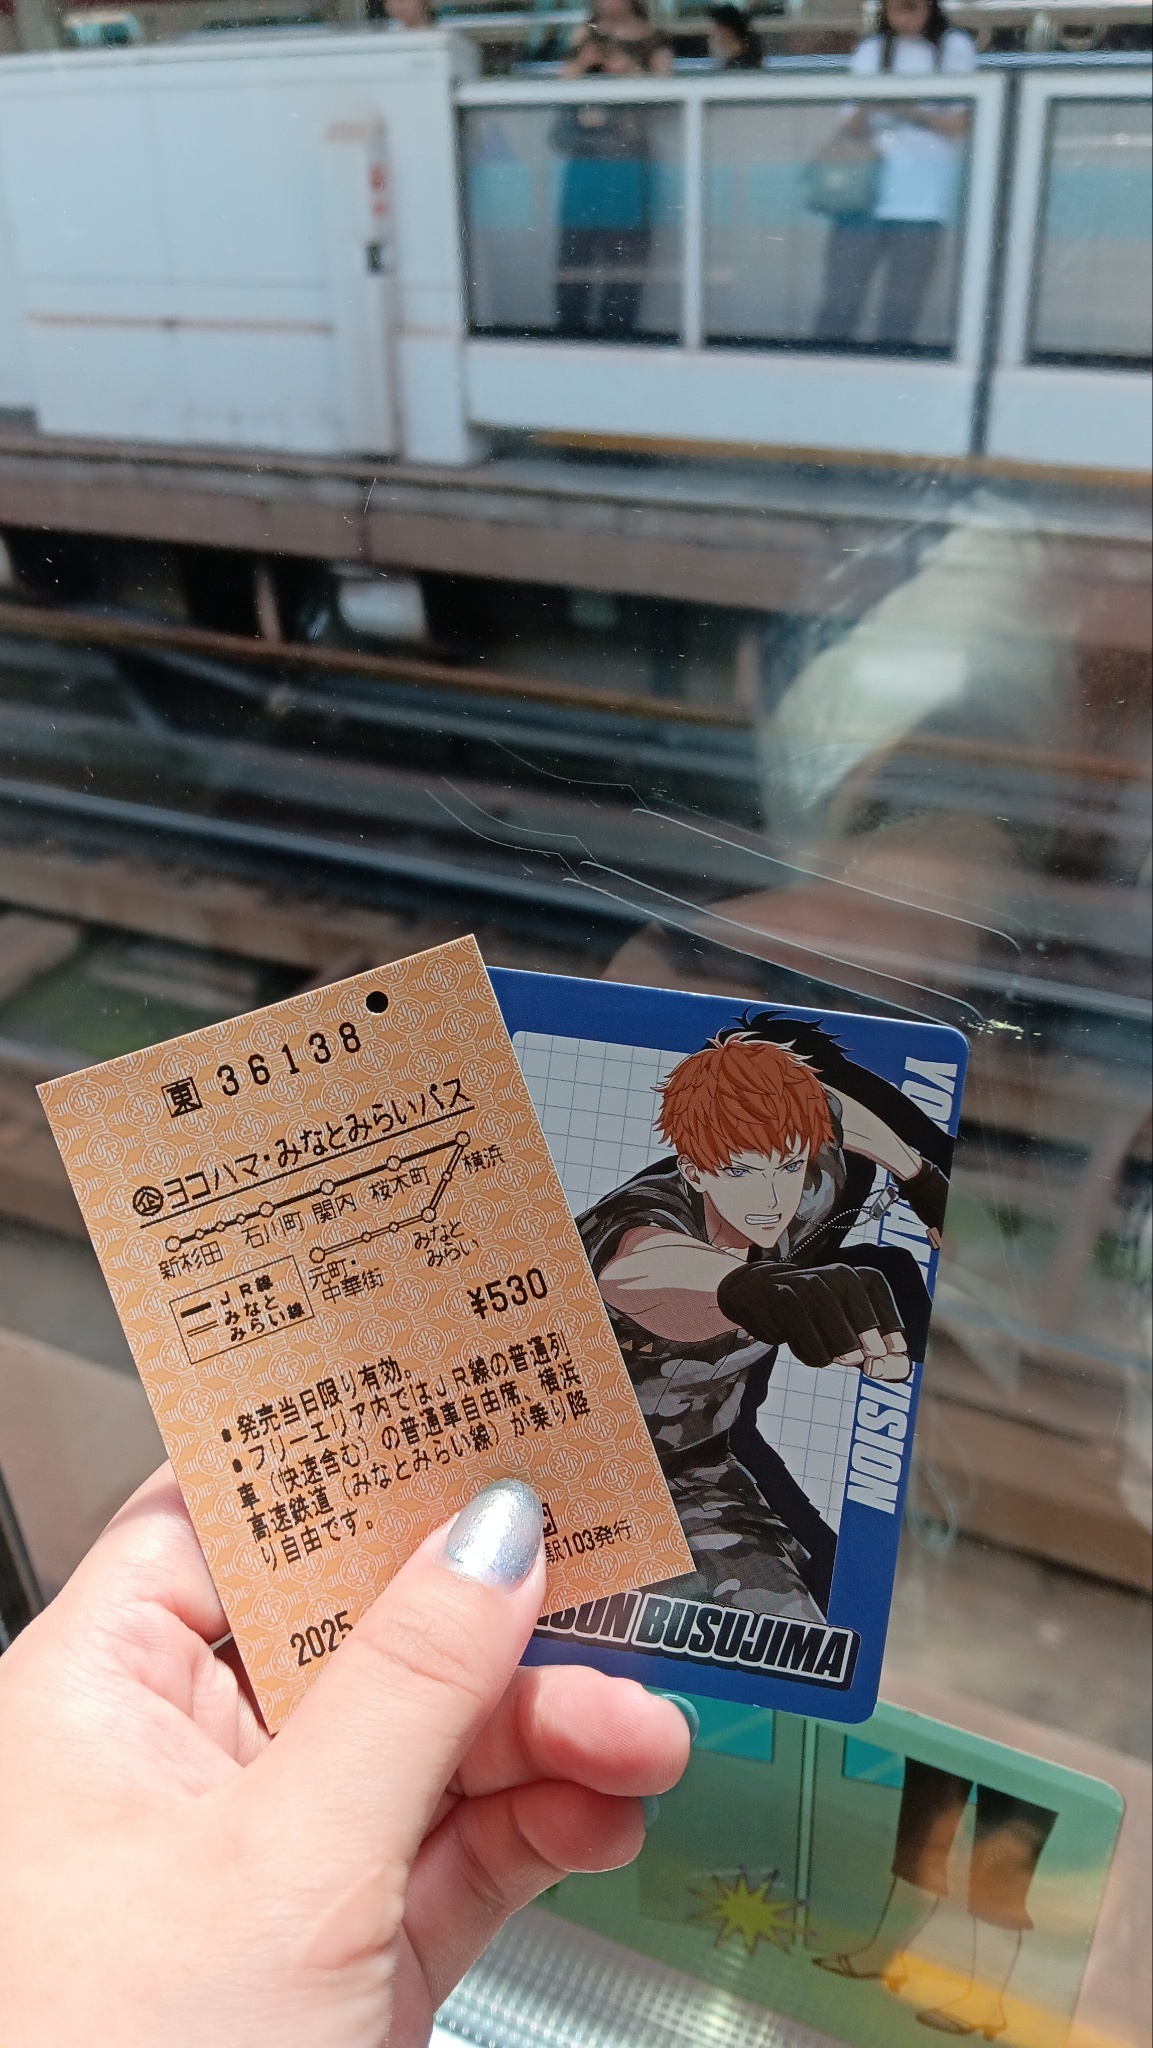 東 36138
企 ヨコハマ・みなとみらいパス
横浜
桜木町
関内
石川町
新杉田
みなと
みらい
元町・
中華街
JR線
みなと
みらい線
¥530
・発売当日限り有効。
・フリーエリア内ではJR線の普通列
車(快速含む)の普通車自由席、横浜
高速鉄道(みなとみらい線)が乗り降
り自由です。
駅103発行
2025
VISION
BUSUJIMA